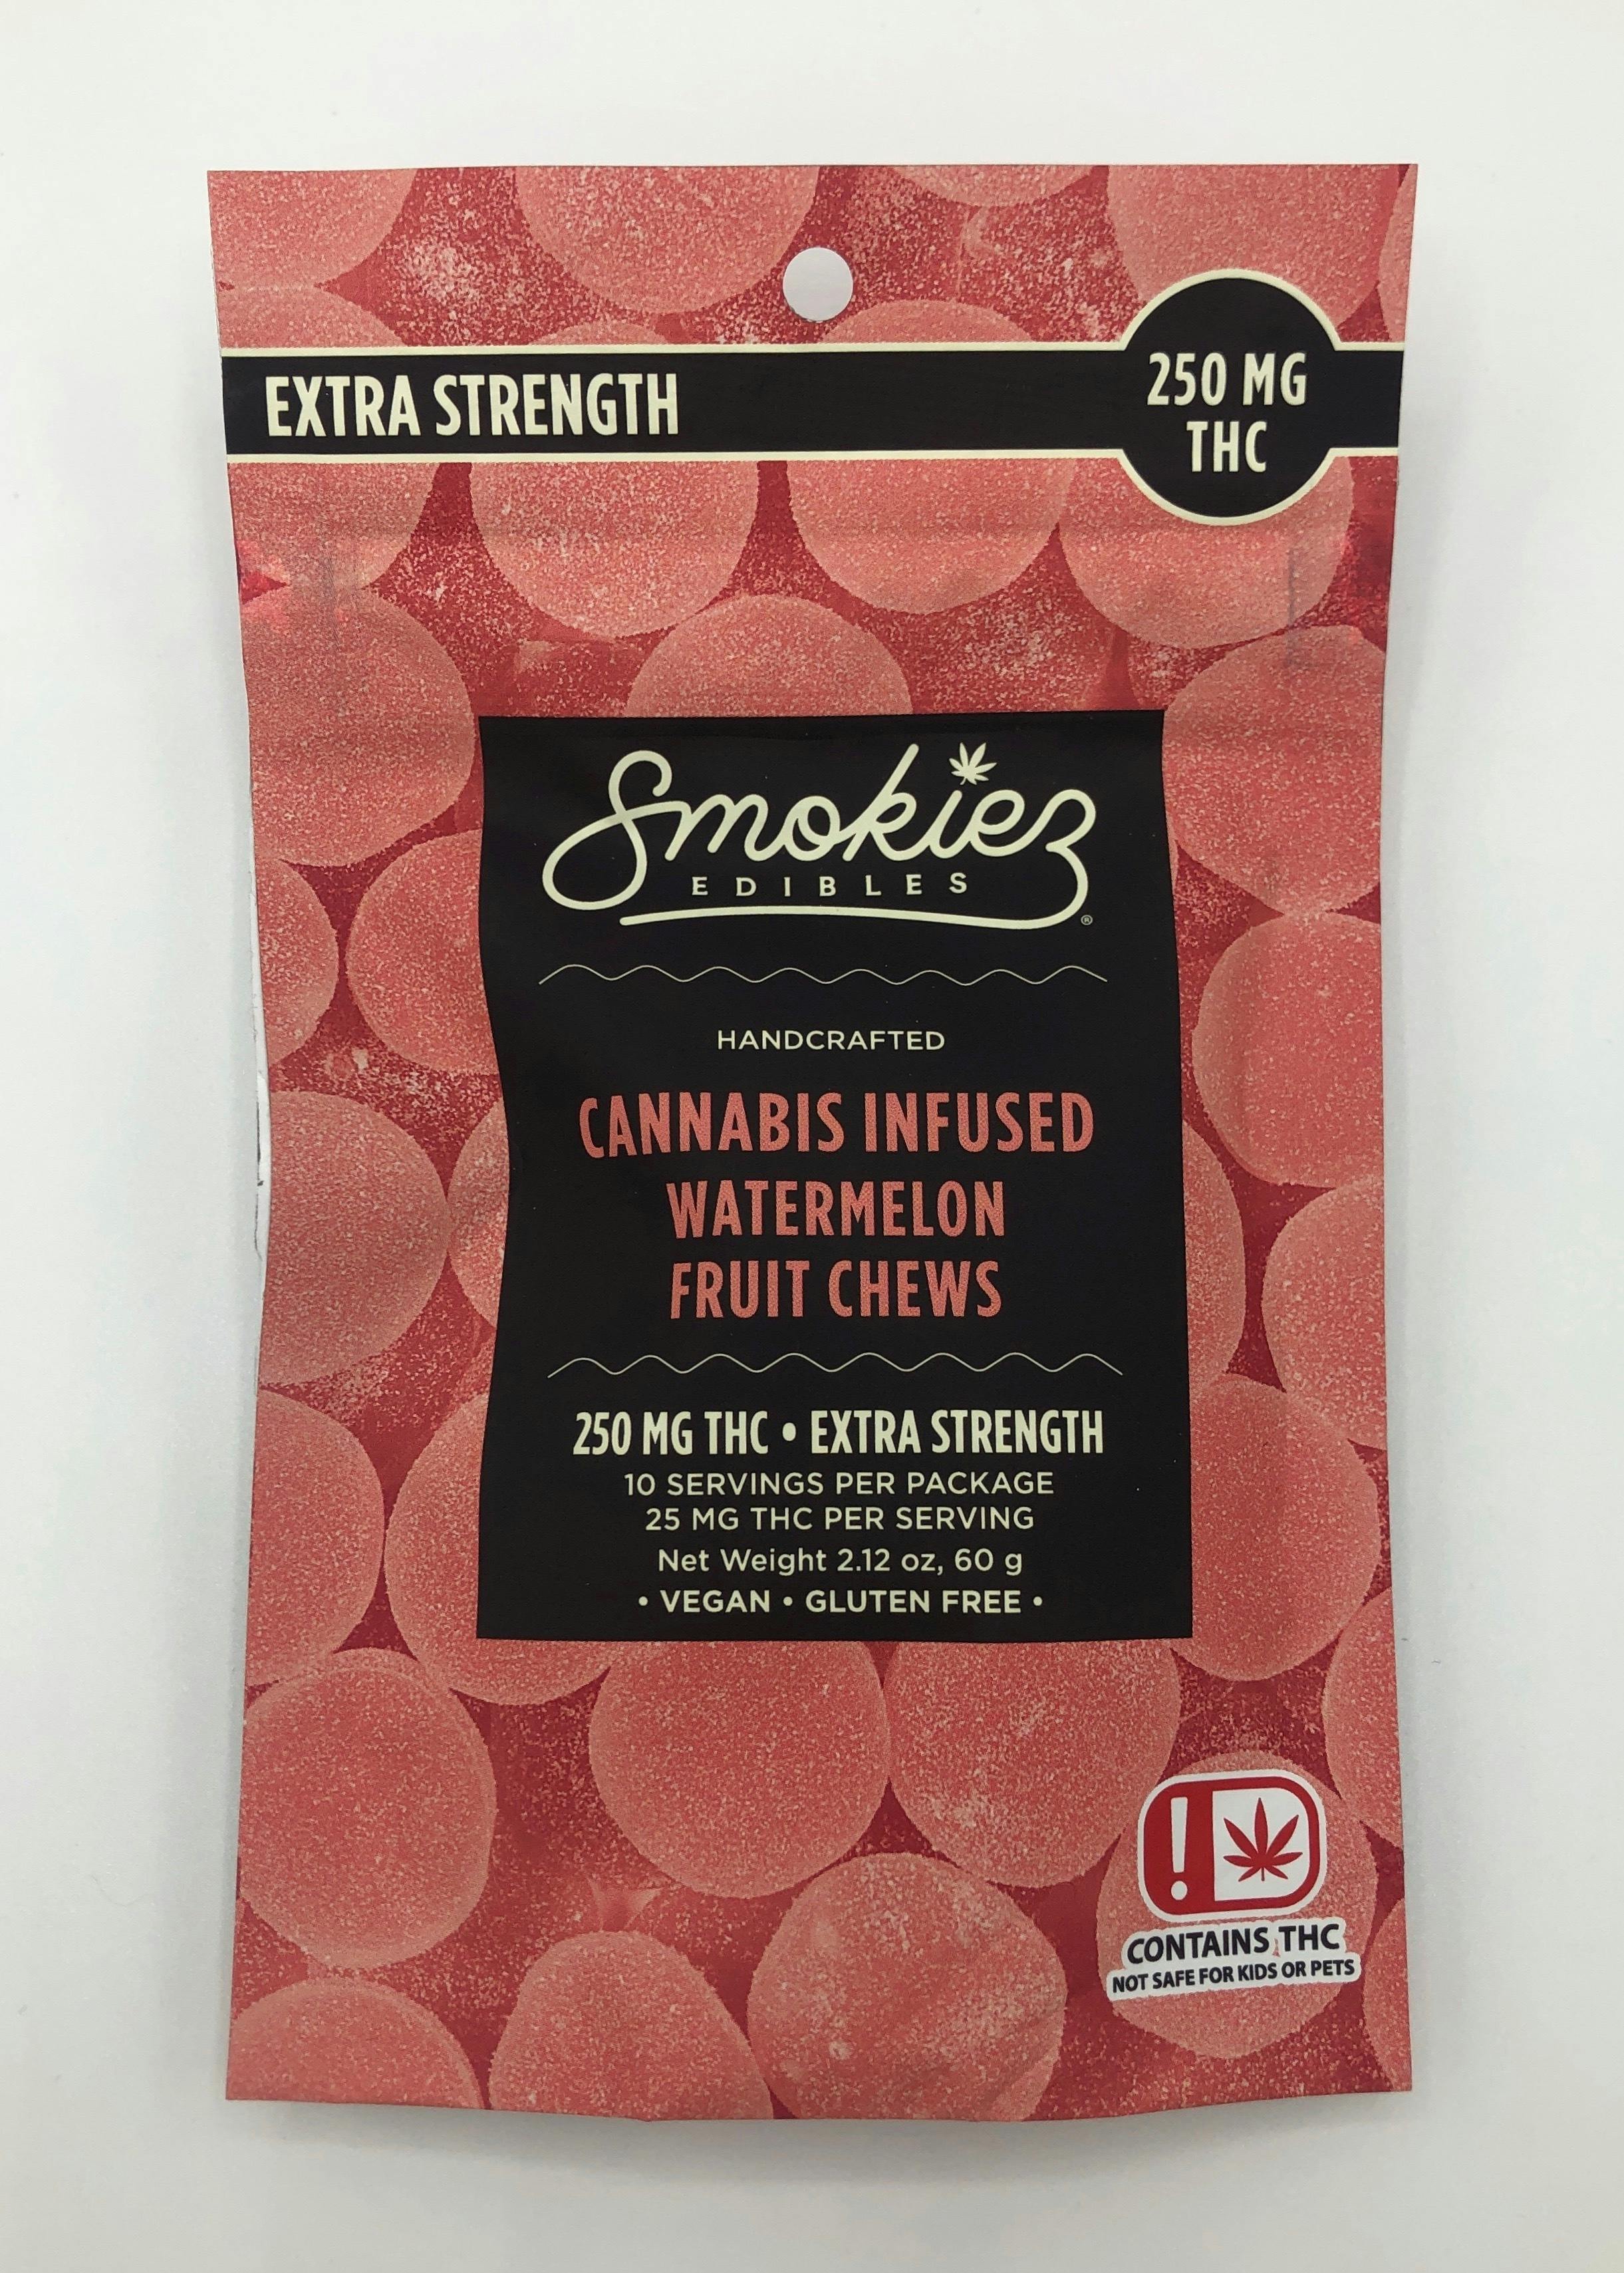 EXTRA STRENGTH
250 MG
THC
Smokiez
EDIBLES
®
HANDCRAFTED
CANNABIS INFUSED
WATERMELON
FRUIT CHEWS
250 MG THC • EXTRA STRENGTH
10 SERVINGS PER PACKAGE
25 MG THC PER SERVING
Net Weight 2.12 oz, 60 g
• VEGAN • GLUTEN FREE •
!
CONTAINS THC
NOT SAFE FOR KIDS OR PETS